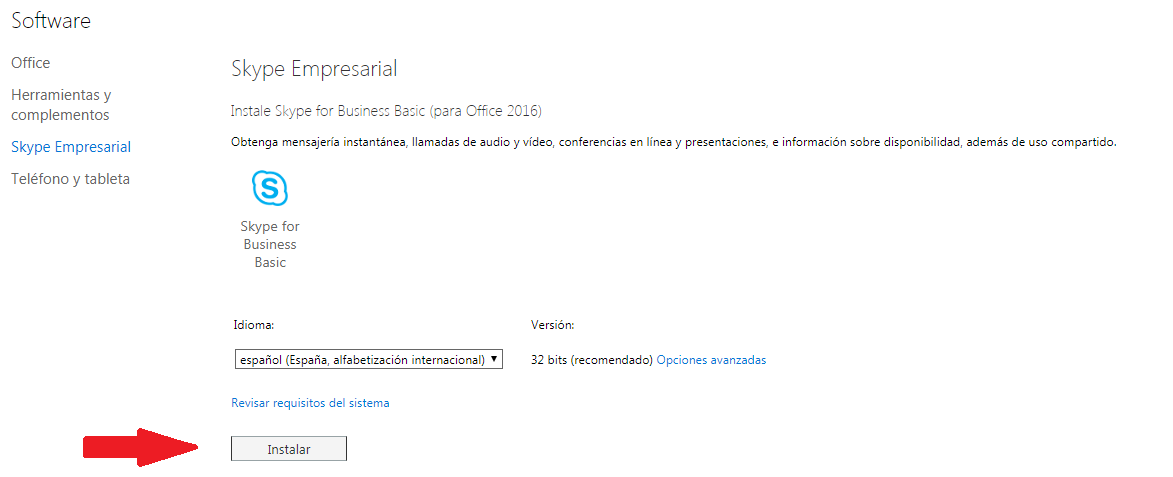 Software
Office
Herramientas y
complementos
Skype Empresarial
Teléfono y tableta
Skype Empresarial
Instale Skype for Business Basic (para Office 2016)
Obtenga mensajería instantánea, llamadas de audio y vídeo, conferencias en línea y presentaciones, e información sobre disponibilidad, además de uso compartido.
S
Skype for
Business
Basic
Idioma:
Versión:
español (España, alfabetización internacional)
32 bits (recomendado) Opciones avanzadas
Revisar requisitos del sistema
Instalar